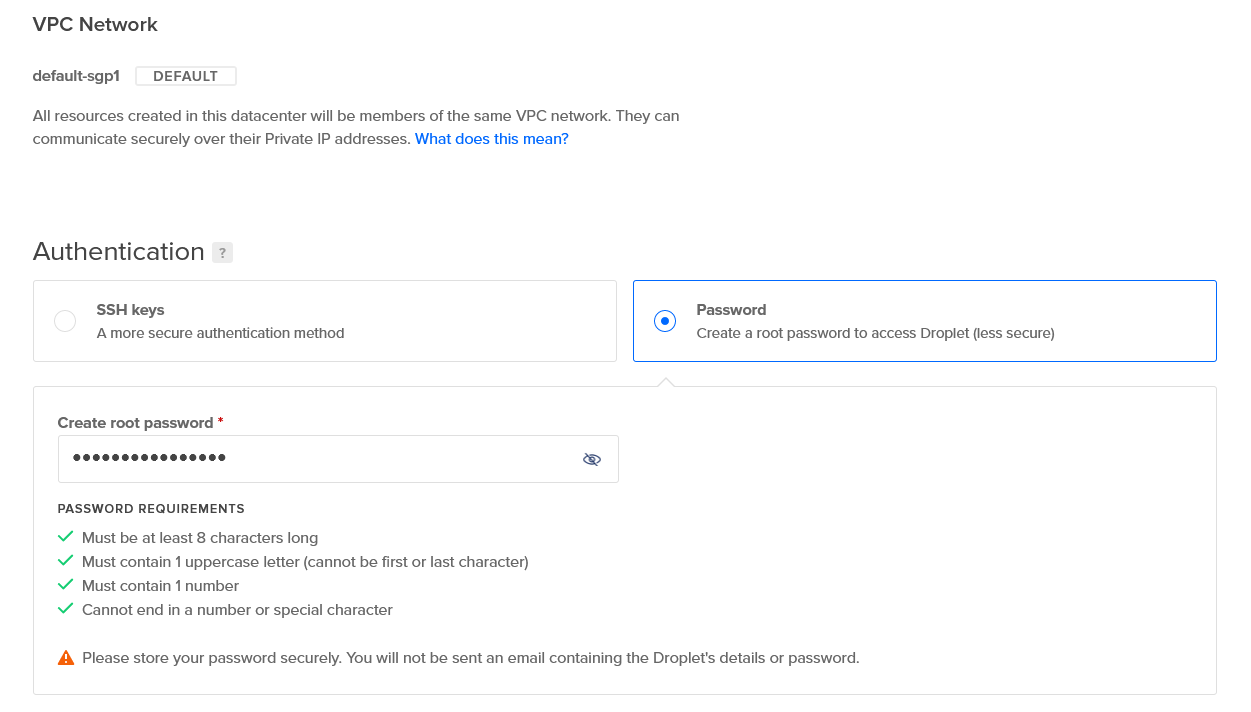 VPC Network
default-sgp1 DEFAULT
All resources created in this datacenter will be members of the same VPC network. They can
communicate securely over their Private IP addresses. What does this mean?
Authentication ?
SSH keys
A more secure authentication method
Password
Create a root password to access Droplet (less secure)
Create root password *
••••••••••••••••
PASSWORD REQUIREMENTS
Must be at least 8 characters long
Must contain 1 uppercase letter (cannot be first or last character)
Must contain 1 number
Cannot end in a number or special character
Please store your password securely. You will not be sent an email containing the Droplet's details or password.